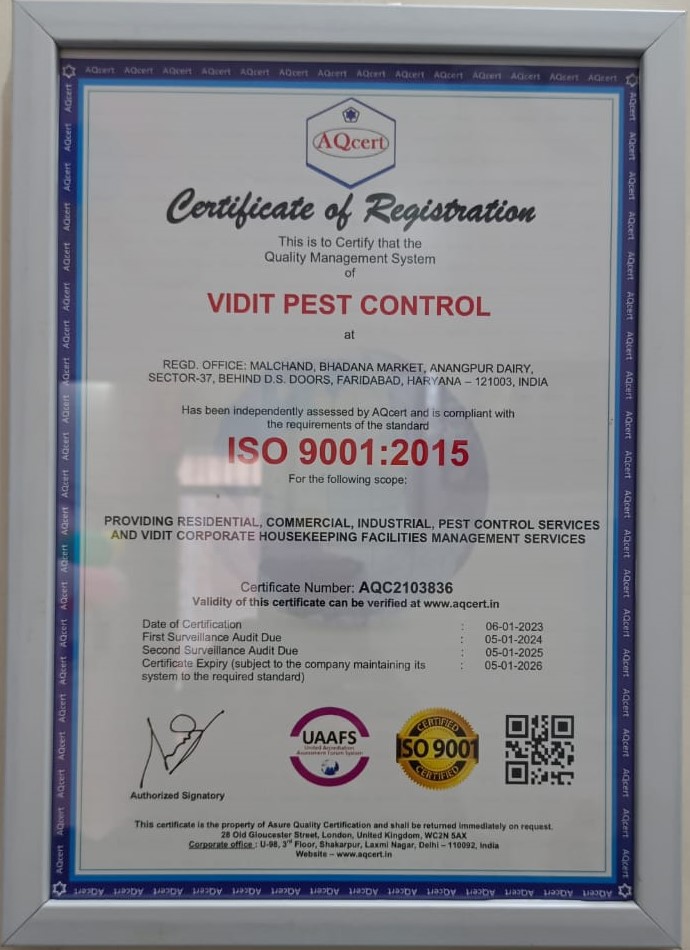 AQcert
Certificate of Registration
This is to Certify that the
Quality Management System
of
VIDIT PEST CONTROL
at
REGD. OFFICE: MALCHAND, BHADANA MARKET, ANANGPUR DAIRY,
SECTOR-37, BEHIND D.S. DOORS, FARIDABAD, HARYANA – 121003, INDIA
Has been independently assessed by AQcert and is compliant with
the requirements of the standard
ISO 9001:2015
For the following scope:
PROVIDING RESIDENTIAL, COMMERCIAL, INDUSTRIAL, PEST CONTROL SERVICES
AND VIDIT CORPORATE HOUSEKEEPING FACILITIES MANAGEMENT SERVICES
Certificate Number: AQC2103836
Validity of this certificate can be verified at www.aqcert.in
Date of Certification : 06-01-2023
First Surveillance Audit Due : 05-01-2024
Second Surveillance Audit Due : 05-01-2025
Certificate Expiry (subject to the company maintaining its : 05-01-2026
system to the required standard)
Authorized Signatory
UAAFS
United Accreditation
Assessment Forum System
CERTIFIED
ISO 9001
CERTIFIED
This certificate is the property of Asure Quality Certification and shall be returned immediately on request.
28 Old Gloucester Street, London, United Kingdom, WC2N 5AX
Corporate office : U-98, 3rd Floor, Shakarpur, Laxmi Nagar, Delhi – 110092, India
Website – www.aqcert.in